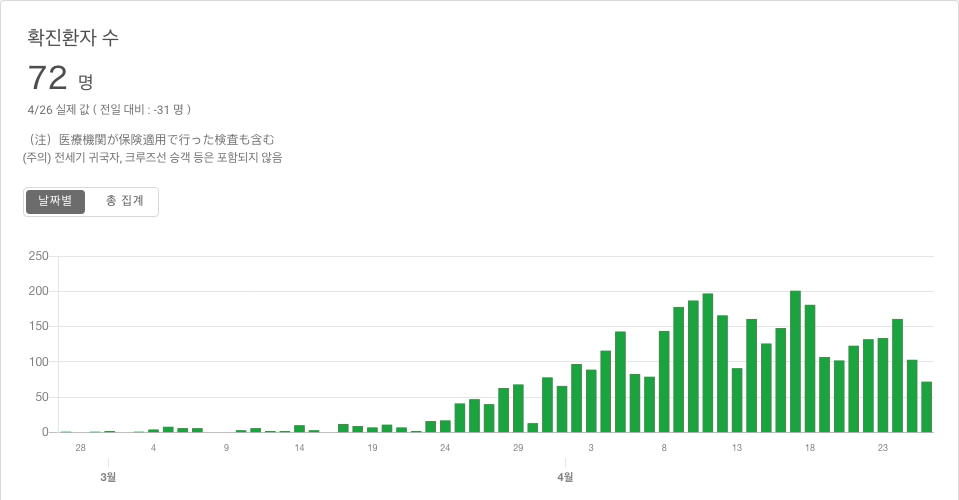 확진환자 수
72 명
4/26 실제 값 ( 전일 대비 : -31 명 )
（注）医療機関が保険適用で行った検査も含む
(주의) 전세기 귀국자, 크루즈선 승객 등은 포함되지 않음
날짜별 총 집계
250
200
150
100
50
0
28 4 9 14 19 24 29 3 8 13 18 23
3월 4월